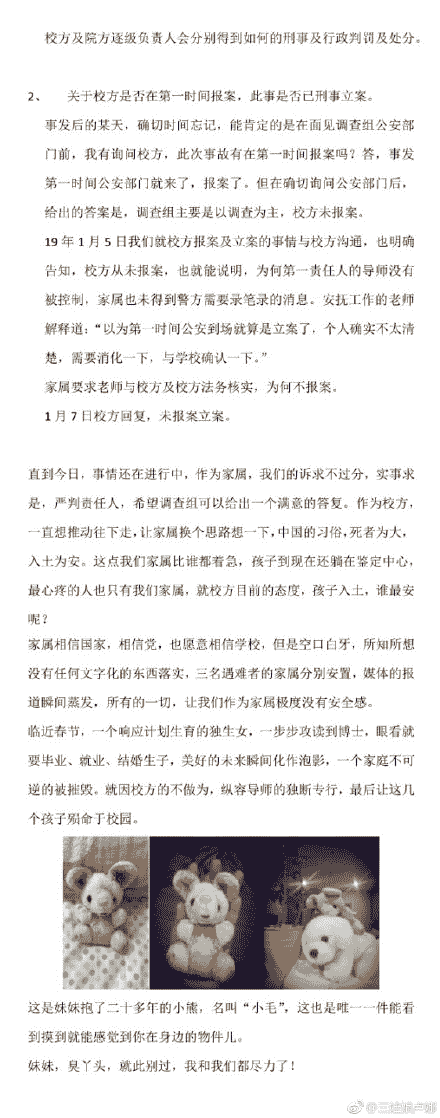 校方及院方逐级负责人会分别得到如何的刑事及行政判罚及处分。
2、 关于校方是否在第一时间报案，此事是否已刑事立案。
事发后的某天，确切时间忘记，能肯定的是在面见调查组公安部
门前，我有询问校方，此次事故有在第一时间报案吗？答，事发
第一时间公安部门就来了，报案了。但在确切询问公安部门后，
给出的答案是，调查组主要是以调查为主，校方未报案。
19 年 1 月 5 日我们就校方报案及立案的事情与校方沟通，也明确
告知，校方从未报案，也就能说明，为何第一责任人的导师没有
被控制，家属也未得到警方需要录笔录的消息。安抚工作的老师
解释道：“以为第一时间公安到场就算是立案了，个人确实不太清
楚，需要消化一下，与学校确认一下。”
家属要求老师与校方及校方法务核实，为何不报案。
1 月 7 日校方回复，未报案立案。
直到今日，事情还在进行中，作为家属，我们的诉求不过分，实事求
是，严判责任人，希望调查组可以给出一个满意的答复。作为校方，
一直想推动往下走，让家属换个思路想一下，中国的习俗，死者为大，
入土为安。这点我们家属比谁都着急，孩子到现在还躺在鉴定中心，
最心疼的人也只有我们家属，就校方目前的态度，孩子入土，谁最安
呢？
家属相信国家，相信党，也愿意相信学校，但是空口白牙，所知所想
没有任何文字化的东西落实，三名遇难者的家属分别安置，媒体的报
道瞬间蒸发，所有的一切，让我们作为家属极度没有安全感。
临近春节，一个响应计划生育的独生女，一步步攻读到博士，眼看就
要毕业、就业、结婚生子，美好的未来瞬间化作泡影，一个家庭不可
逆的被摧毁。就因校方的不做为，纵容导师的独断专行，最后让这几
个孩子殒命于校园。
这是妹妹抱了二十多年的小熊，名叫“小毛”，这也是唯一一件能看
到摸到就能感觉到你在身边的物件儿。
妹妹，臭丫头，就此别过，我和我们都尽力了！